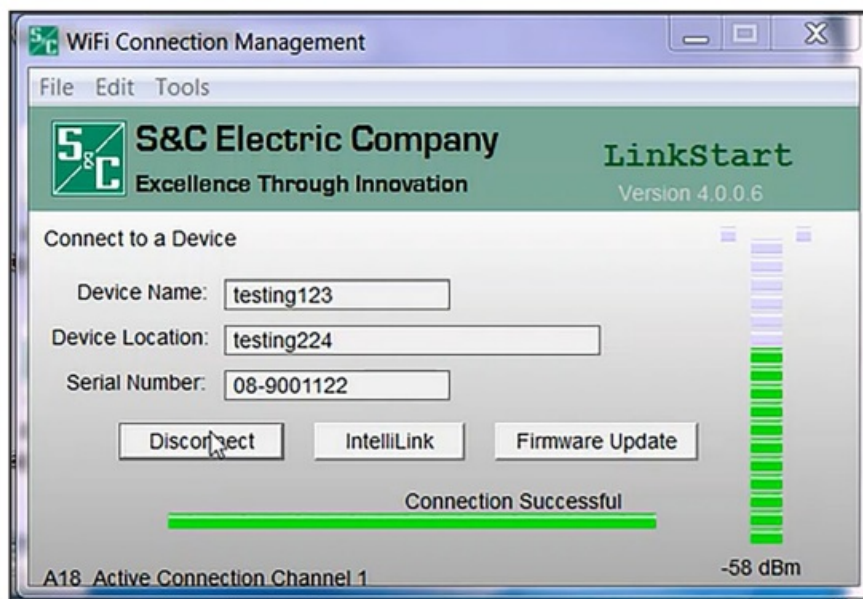 S&C WiFi Connection Management
File Edit Tools
S&C
S&C Electric Company
Excellence Through Innovation
LinkStart
Version 4.0.0.6
Connect to a Device
Device Name: testing123
Device Location: testing224
Serial Number: 08-9001122
Disconnect IntelliLink Firmware Update
Connection Successful
A18 Active Connection Channel 1
-58 dBm